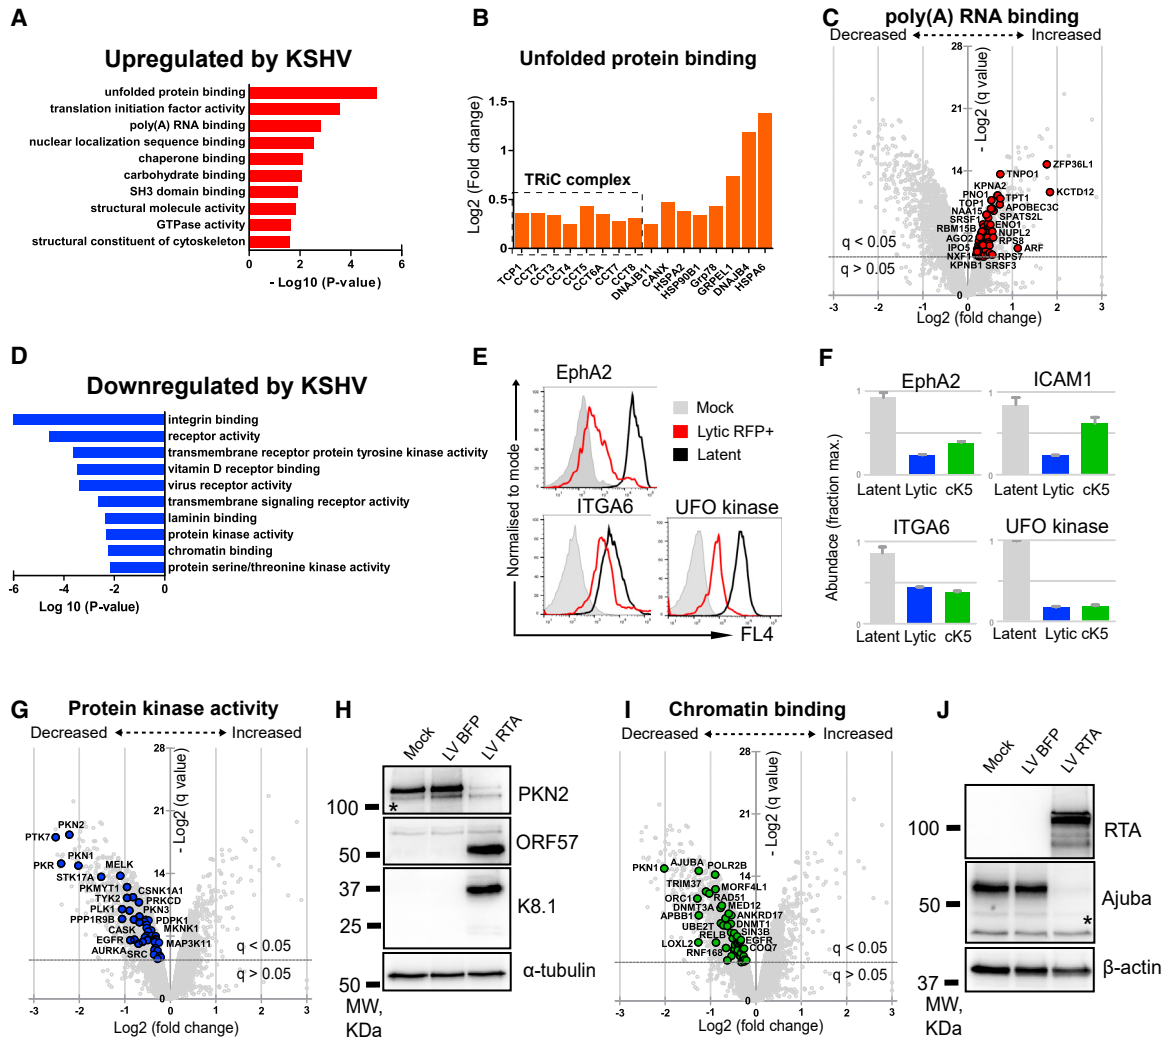 A
Upregulated by KSHV
unfolded protein binding
translation initiation factor activity
poly(A) RNA binding
nuclear localization sequence binding
chaperone binding
carbohydrate binding
SH3 domain binding
structural molecule activity
GTPase activity
structural constituent of cytoskeleton
0 2 4 6
- Log10 (P-value)
B
Unfolded protein binding
Log2 (Fold change)
1.5
1.0
0.5
0
TRiC complex
TCP1
CCT2
CCT3
CCT4
CCT5
CCT6A
CCT7
CCT8
DNAJB11
CANX
HSPA2
HSP90B1
Grp78
GRPEL1
DNAJB4
HSPA6
C
poly(A) RNA binding
Decreased Increased
28
21
14
7
0
- Log2 (q value)
ZFP36L1
TNPO1
KCTD12
KPNA2
PNO1
TPT1
TOP1
APOBEC3C
NAA15
SPATS2L
SRSF1
ENO1
RBM15B
NUPL2
AGO2
RPS8
IPO5
ARF
NXF1
RPS7
KPNB1 SRSF3
q < 0.05
q > 0.05
-3 -2 -1 0 1 2 3
Log2 (fold change)
D
Downregulated by KSHV
integrin binding
receptor activity
transmembrane receptor protein tyrosine kinase activity
vitamin D receptor binding
virus receptor activity
transmembrane signaling receptor activity
laminin binding
protein kinase activity
chromatin binding
protein serine/threonine kinase activity
-6 -4 -2 0
Log 10 (P-value)
E
EphA2
Mock
Lytic RFP+
Latent
ITGA6
UFO kinase
Normalised to mode
FL4
F
Abundace (fraction max.)
EphA2
1
0
Latent Lytic cK5
ICAM1
1
0
Latent Lytic cK5
ITGA6
1
0
Latent Lytic cK5
UFO kinase
1
0
Latent Lytic cK5
G
Protein kinase activity
Decreased Increased
28
21
14
0
- Log2 (q value)
PKN2
PTK7
PKR
PKN1
MELK
STK17A
PKMYT1
CSNK1A1
TYK2
PRKCD
PLK1
PKN3
PPP1R9B
PDPK1
CASK
MKNK1
EGFR
MAP3K11
AURKA
SRC
q < 0.05
q > 0.05
-3 -2 -1 0 1 2 3
Log2 (fold change)
H
Mock
LV BFP
LV RTA
100
*
PKN2
50
ORF57
37
25
K8.1
50
α-tubulin
MW,
KDa
I
Chromatin binding
Decreased Increased
28
21
14
0
- Log2 (q value)
PKN1
AJUBA
POLR2B
TRIM37
MORF4L1
ORC1
RAD51
DNMT3A
MED12
APBB1
ANKRD17
UBE2T
DNMT1
RELB
SIN3B
LOXL2
EGFR
RNF168
COQ7
q < 0.05
q > 0.05
-3 -2 -1 0 1 2 3
Log2 (fold change)
J
Mock
LV BFP
LV RTA
100
RTA
50
*
Ajuba
37
β-actin
MW,
KDa